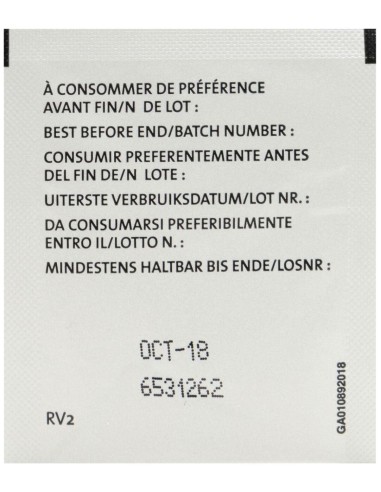 À CONSOMMER DE PRÉFÉRENCE
AVANT FIN/N DE LOT :
BEST BEFORE END/BATCH NUMBER :
CONSUMIR PREFERENTEMENTE ANTES
DEL FIN DE/N LOTE :
UITERSTE VERBRUIKSDATUM/LOT NR. :
DA CONSUMARSI PREFERIBILMENTE
ENTRO IL/LOTTO N. :
MINDESTENS HALTBAR BIS ENDE/LOSNR :
OCT-18
6531262
RV2
GA010892018